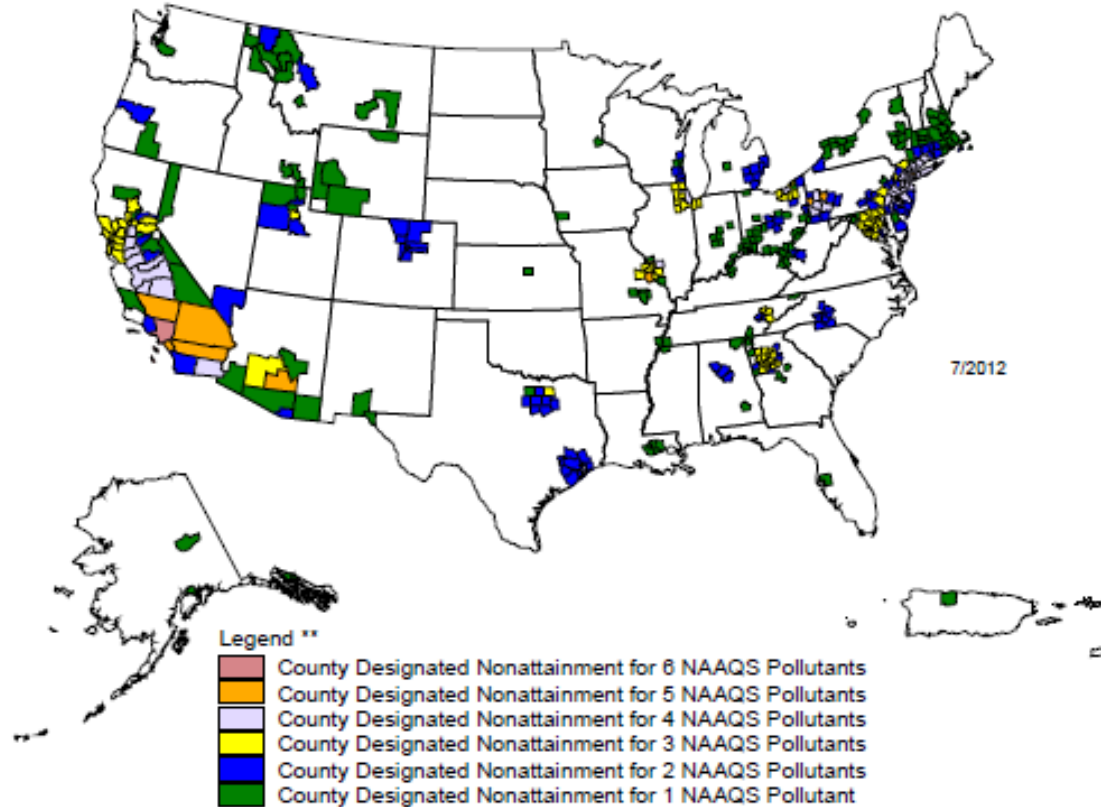 7/2012
Legend **
County Designated Nonattainment for 6 NAAQS Pollutants
County Designated Nonattainment for 5 NAAQS Pollutants
County Designated Nonattainment for 4 NAAQS Pollutants
County Designated Nonattainment for 3 NAAQS Pollutants
County Designated Nonattainment for 2 NAAQS Pollutants
County Designated Nonattainment for 1 NAAQS Pollutant